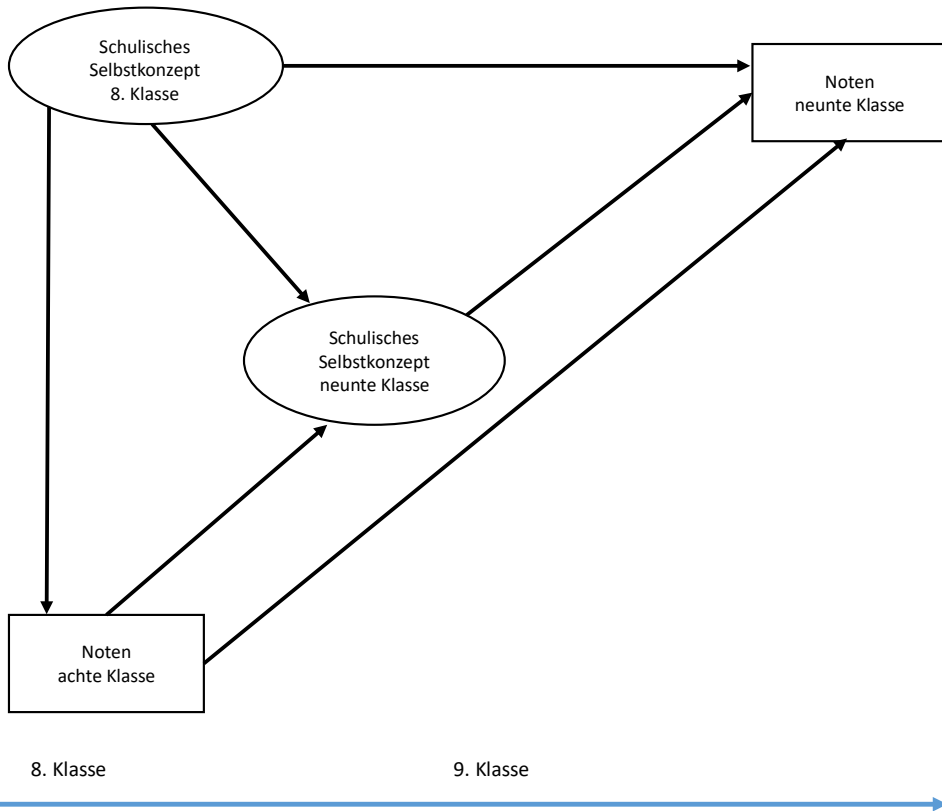 Schulisches
Selbstkonzept
8. Klasse
Noten
neunte Klasse
Schulisches
Selbstkonzept
neunte Klasse
Noten
achte Klasse
8. Klasse
9. Klasse